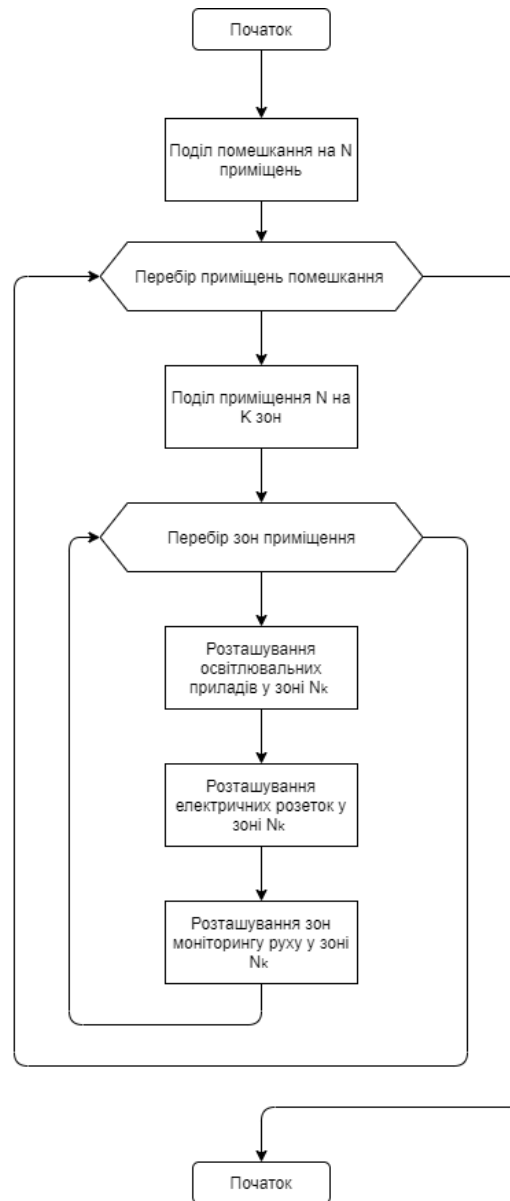 Початок
Поділ помешкання на N
приміщень
Перебір приміщень помешкання
Поділ приміщення N на
K зон
Перебір зон приміщення
Розташування
освітлювальних
приладів у зоні Nk
Розташування
електричних розеток у
зоні Nk
Розташування зон
моніторингу руху у зоні
Nk
Початок